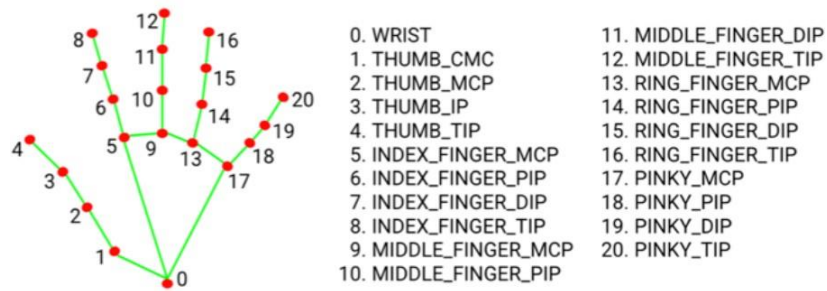 12
8
16
11
7
15
6
10
20
14
4
5
9
19
13
18
3
17
2
1
0
0. WRIST
1. THUMB_CMC
2. THUMB_MCP
3. THUMB_IP
4. THUMB_TIP
5. INDEX_FINGER_MCP
6. INDEX_FINGER_PIP
7. INDEX_FINGER_DIP
8. INDEX_FINGER_TIP
9. MIDDLE_FINGER_MCP
10. MIDDLE_FINGER_PIP
11. MIDDLE_FINGER_DIP
12. MIDDLE_FINGER_TIP
13. RING_FINGER_MCP
14. RING_FINGER_PIP
15. RING_FINGER_DIP
16. RING_FINGER_TIP
17. PINKY_MCP
18. PINKY_PIP
19. PINKY_DIP
20. PINKY_TIP